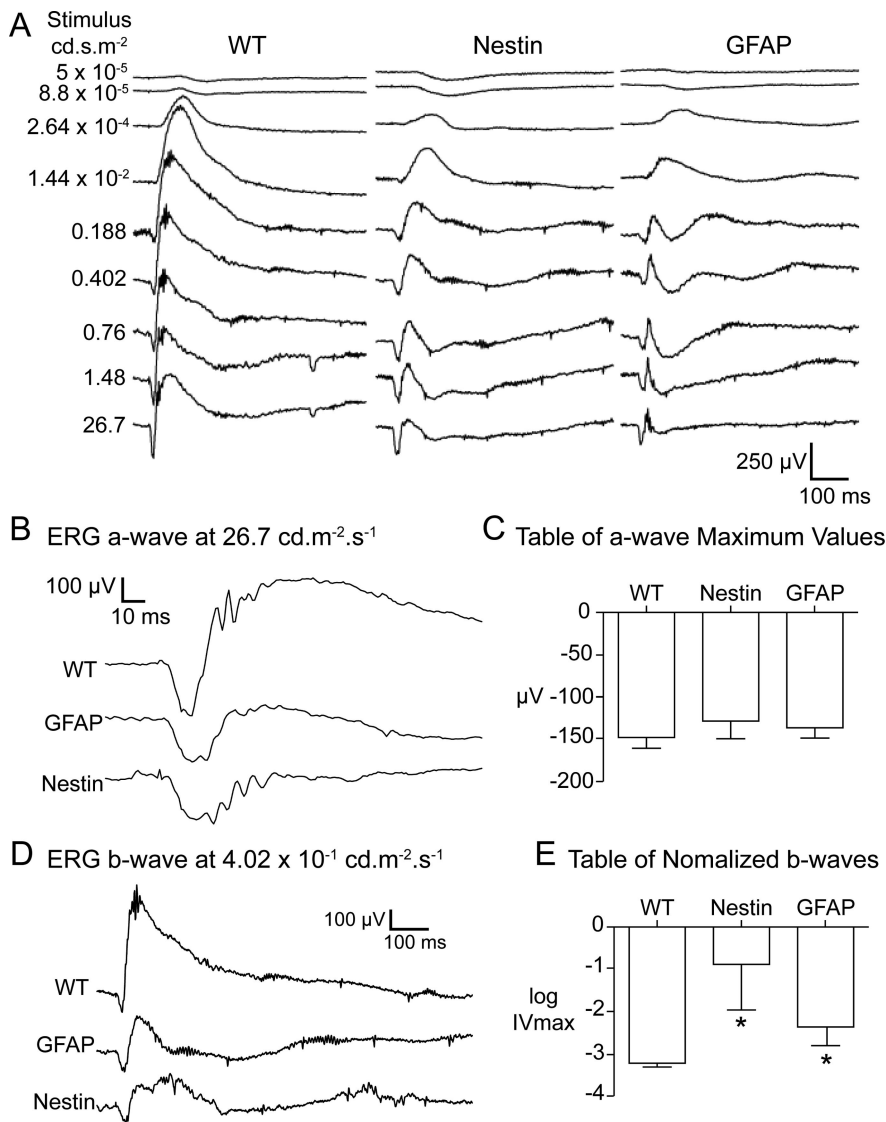 A
Stimulus
cd.s.m-2
WT
Nestin
GFAP
5 x 10-5
8.8 x 10-5
2.64 x 10-4
1.44 x 10-2
0.188
0.402
0.76
1.48
26.7
250 µV
100 ms
B ERG a-wave at 26.7 cd.m-2.s-1
100 µV
10 ms
WT
GFAP
Nestin
C Table of a-wave Maximum Values
WT Nestin GFAP
0
-50
µV -100
-150
-200
D ERG b-wave at 4.02 x 10-1 cd.m-2.s-1
100 µV
100 ms
WT
GFAP
Nestin
E Table of Nomalized b-waves
WT Nestin GFAP
0
-1
log
IVmax
-2
*
-3
*
-4